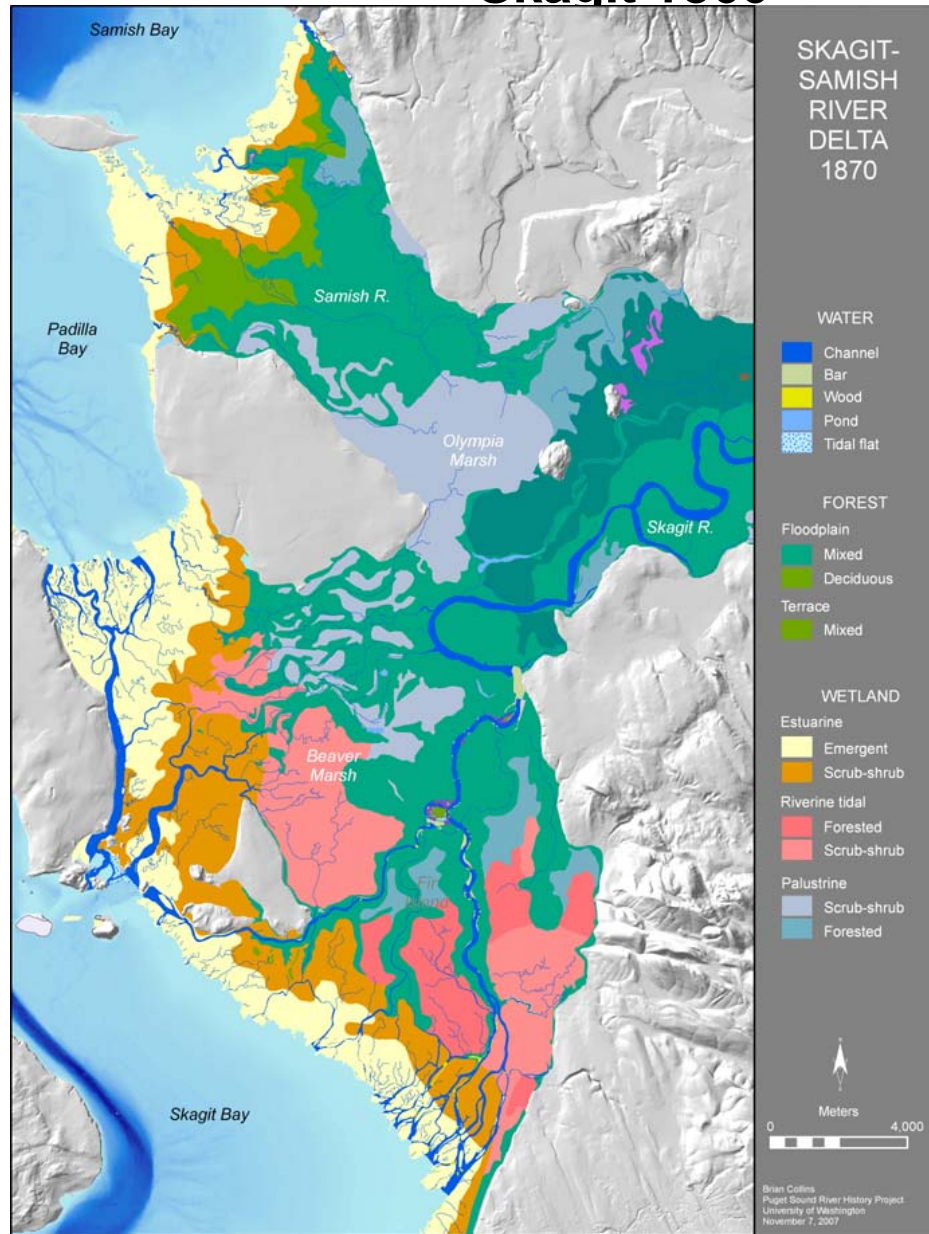 SKAGIT-
SAMISH
RIVER
DELTA
1870
Samish Bay
Padilla
Bay
Samish R.
Olympia
Marsh
Skagit R.
Beaver
Marsh
Fir
Island
Skagit Bay
WATER
Channel
Bar
Wood
Pond
Tidal flat
FOREST
Floodplain
Mixed
Deciduous
Terrace
Mixed
WETLAND
Estuarine
Emergent
Scrub-shrub
Riverine tidal
Forested
Scrub-shrub
Palustrine
Scrub-shrub
Forested
Meters
0 4,000
Brian Collins
Puget Sound River History Project
University of Washington
November 7, 2007